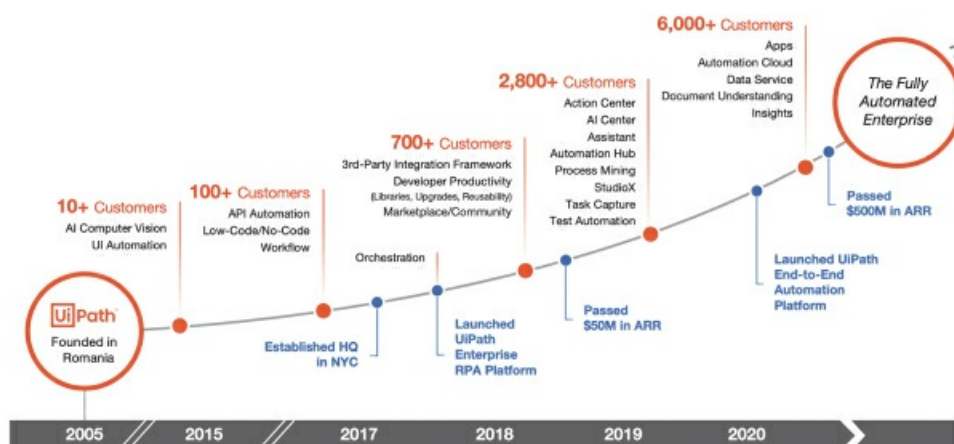 UiPath
Founded in
Romania
10+ Customers
AI Computer Vision
UI Automation
100+ Customers
API Automation
Low-Code/No-Code
Workflow
Established HQ
in NYC
Orchestration
Launched
UiPath
Enterprise
RPA Platform
700+ Customers
3rd-Party Integration Framework
Developer Productivity
(Libraries, Upgrades, Reusability)
Marketplace/Community
Passed
$50M in ARR
2,800+ Customers
Action Center
AI Center
Assistant
Automation Hub
Process Mining
StudioX
Task Capture
Test Automation
Launched UiPath
End-to-End
Automation
Platform
6,000+ Customers
Apps
Automation Cloud
Data Service
Document Understanding
Insights
Passed
$500M in ARR
The Fully
Automated
Enterprise
2005
2015
2017
2018
2019
2020